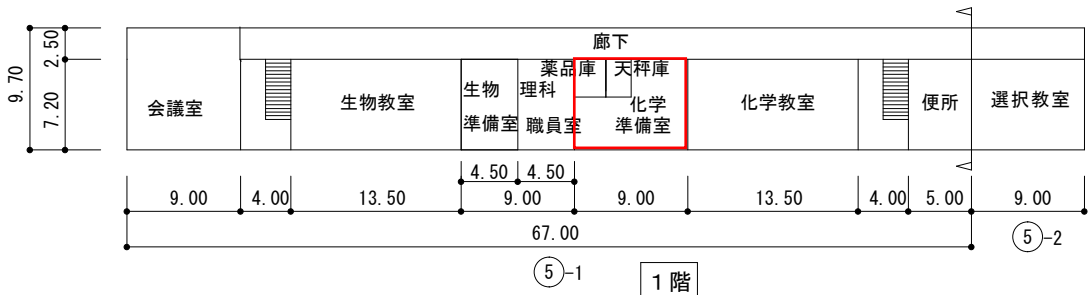 廊下
薬品庫 天秤庫
会議室
生物教室
生物
準備室
理科
職員室
化学
準備室
化学教室
便所
選択教室
9.70
2.50
7.20
4.50 4.50
9.00 4.00 13.50 9.00 9.00 13.50 4.00 5.00 9.00
67.00
⑤-1
⑤-2
1階